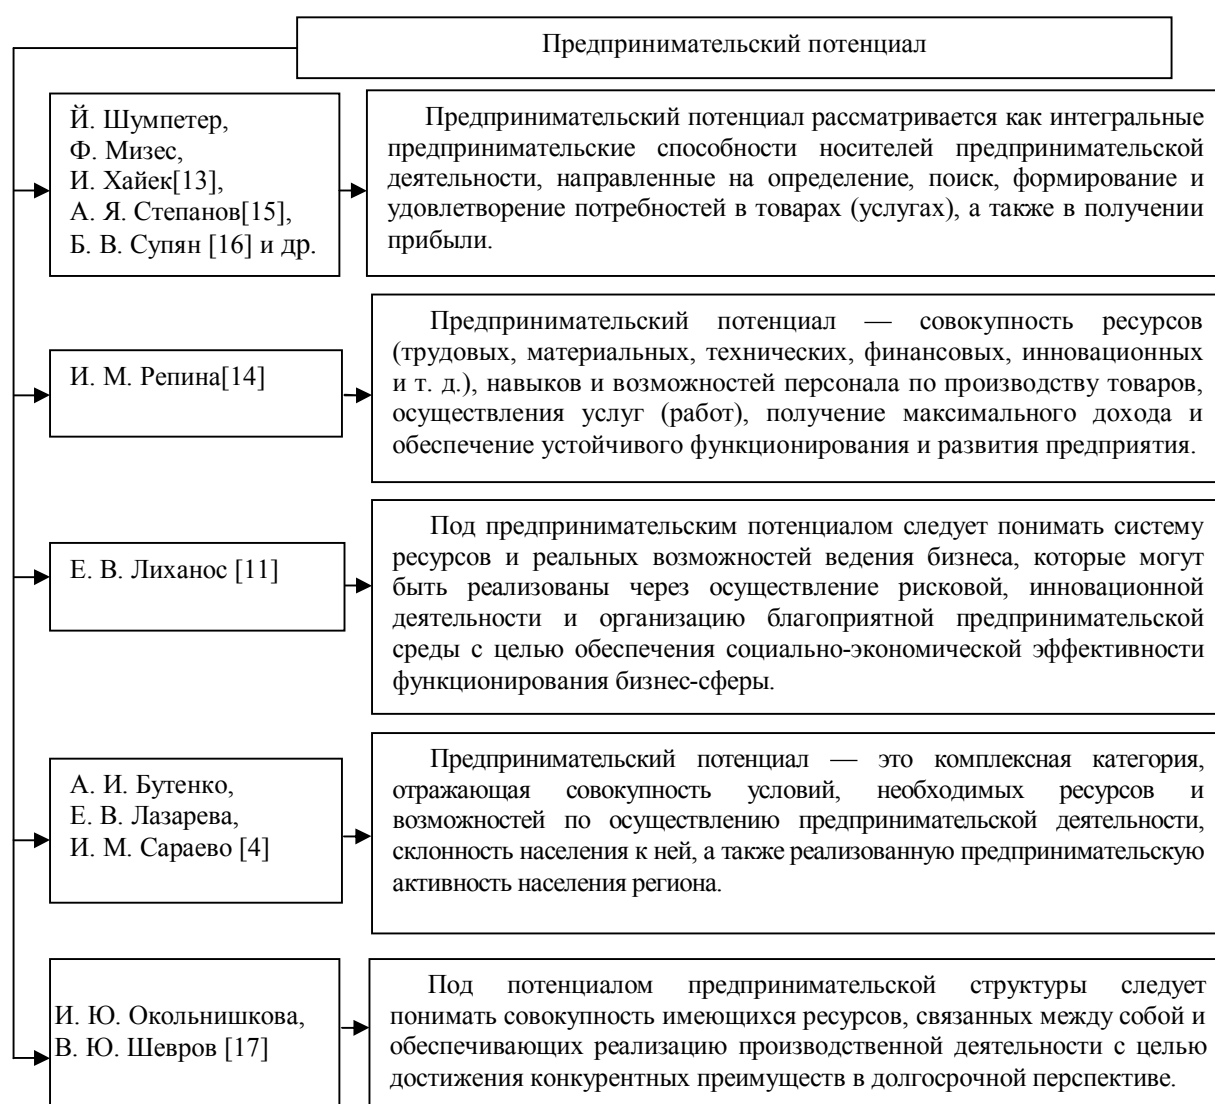 Предпринимательский потенциал
Й. Шумпетер,
Ф. Мизес,
И. Хайек[13],
А. Я. Степанов[15],
Б. В. Супян [16] и др.
Предпринимательский потенциал рассматривается как интегральные
предпринимательские способности носителей предпринимательской
деятельности, направленные на определение, поиск, формирование и
удовлетворение потребностей в товарах (услугах), а также в получении
прибыли.
И. М. Репина[14]
Предпринимательский потенциал — совокупность ресурсов
(трудовых, материальных, технических, финансовых, инновационных
и т. д.), навыков и возможностей персонала по производству товаров,
осуществления услуг (работ), получение максимального дохода и
обеспечение устойчивого функционирования и развития предприятия.
Е. В. Лиханос [11]
Под предпринимательским потенциалом следует понимать систему
ресурсов и реальных возможностей ведения бизнеса, которые могут
быть реализованы через осуществление рисковой, инновационной
деятельности и организацию благоприятной предпринимательской
среды с целью обеспечения социально-экономической эффективности
функционирования бизнес-сферы.
А. И. Бутенко,
Е. В. Лазарева,
И. М. Сараево [4]
Предпринимательский потенциал — это комплексная категория,
отражающая совокупность условий, необходимых ресурсов и
возможностей по осуществлению предпринимательской деятельности,
склонность населения к ней, а также реализованную предпринимательскую
активность населения региона.
И. Ю. Окольнишкова,
В. Ю. Шевров [17]
Под потенциалом предпринимательской структуры следует
понимать совокупность имеющихся ресурсов, связанных между собой и
обеспечивающих реализацию производственной деятельности с целью
достижения конкурентных преимуществ в долгосрочной перспективе.